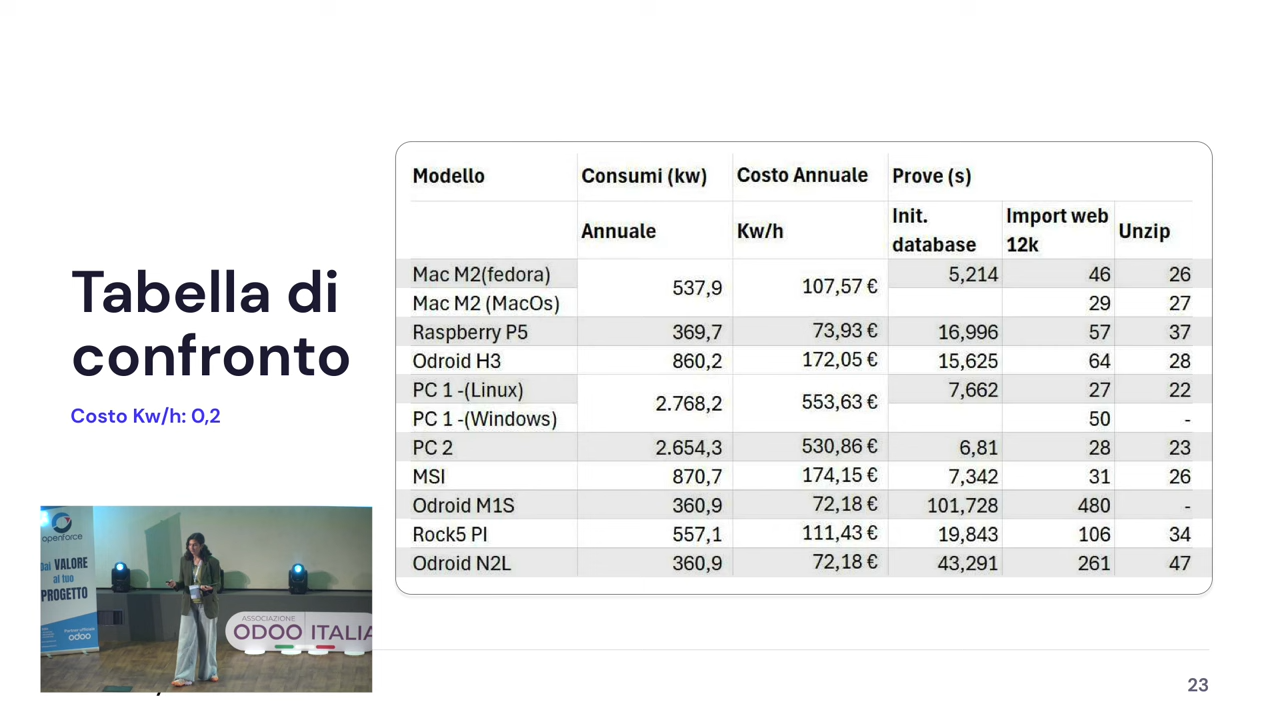 Modello Consumi (kw) Costo Annuale Prove (s)
Annuale Kw/h Init. database Import web 12k Unzip
Mac M2(fedora) 537,9 107,57 € 5,214 46 26
Mac M2 (MacOs) 29 27
Raspberry P5 369,7 73,93 € 16,996 57 37
Odroid H3 860,2 172,05 € 15,625 64 28
PC 1 -(Linux) 2.768,2 553,63 € 7,662 27 22
PC 1 -(Windows) 50 -
PC 2 2.654,3 530,86 € 6,81 28 23
MSI 870,7 174,15 € 7,342 31 26
Odroid M1S 360,9 72,18 € 101,728 480 -
Rock5 PI 557,1 111,43 € 19,843 106 34
Odroid N2L 360,9 72,18 € 43,291 261 47
Tabella di
confronto
Costo Kw/h: 0,2
openforce
Dal VALORE
al tuo
PROGETTO
odoo
ASSOCIAZIONE
ODOO ITALIA
23